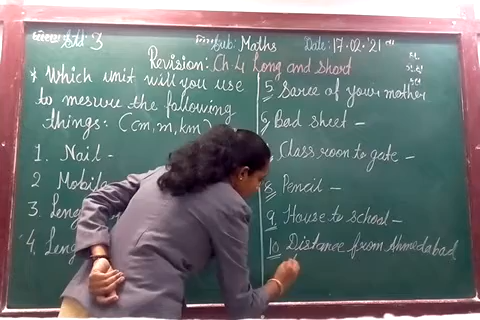 Std: 3 Sub: Maths Date: 17.02.'21
Revision: Ch 4 Long and Short
* Which unit will you use
to mesure the following
things: (cm, m, km)
1. Nail -
2 Mobile
3. Leng
4. Leng
5. Saree of your mother
6. Bad sheet -
Class room to gate -
8. Pencil -
9. House to school -
10. Distance from Ahmedabad